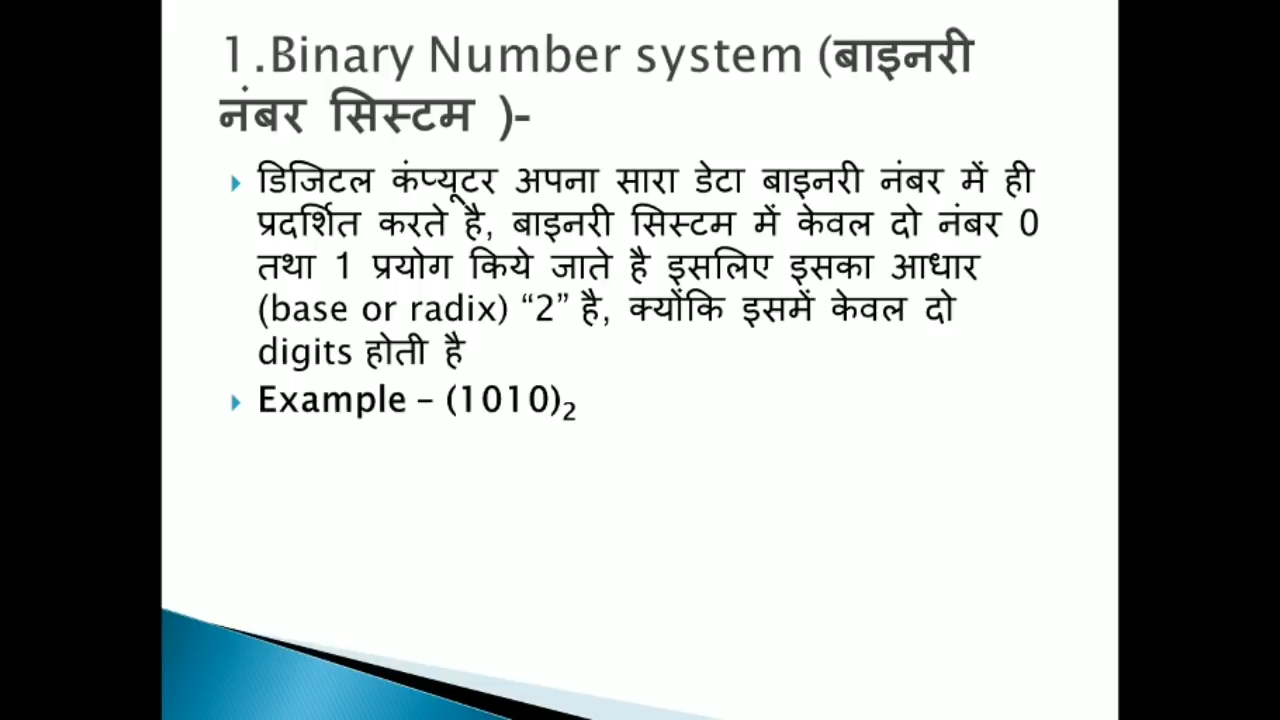 1.Binary Number system (बाइनरी
नंबर सिस्टम )-
डिजिटल कंप्यूटर अपना सारा डेटा बाइनरी नंबर में ही
प्रदर्शित करते है, बाइनरी सिस्टम में केवल दो नंबर 0
तथा 1 प्रयोग किये जाते है इसलिए इसका आधार
(base or radix) “2” है, क्योंकि इसमें केवल दो
digits होती है
Example – (1010)₂